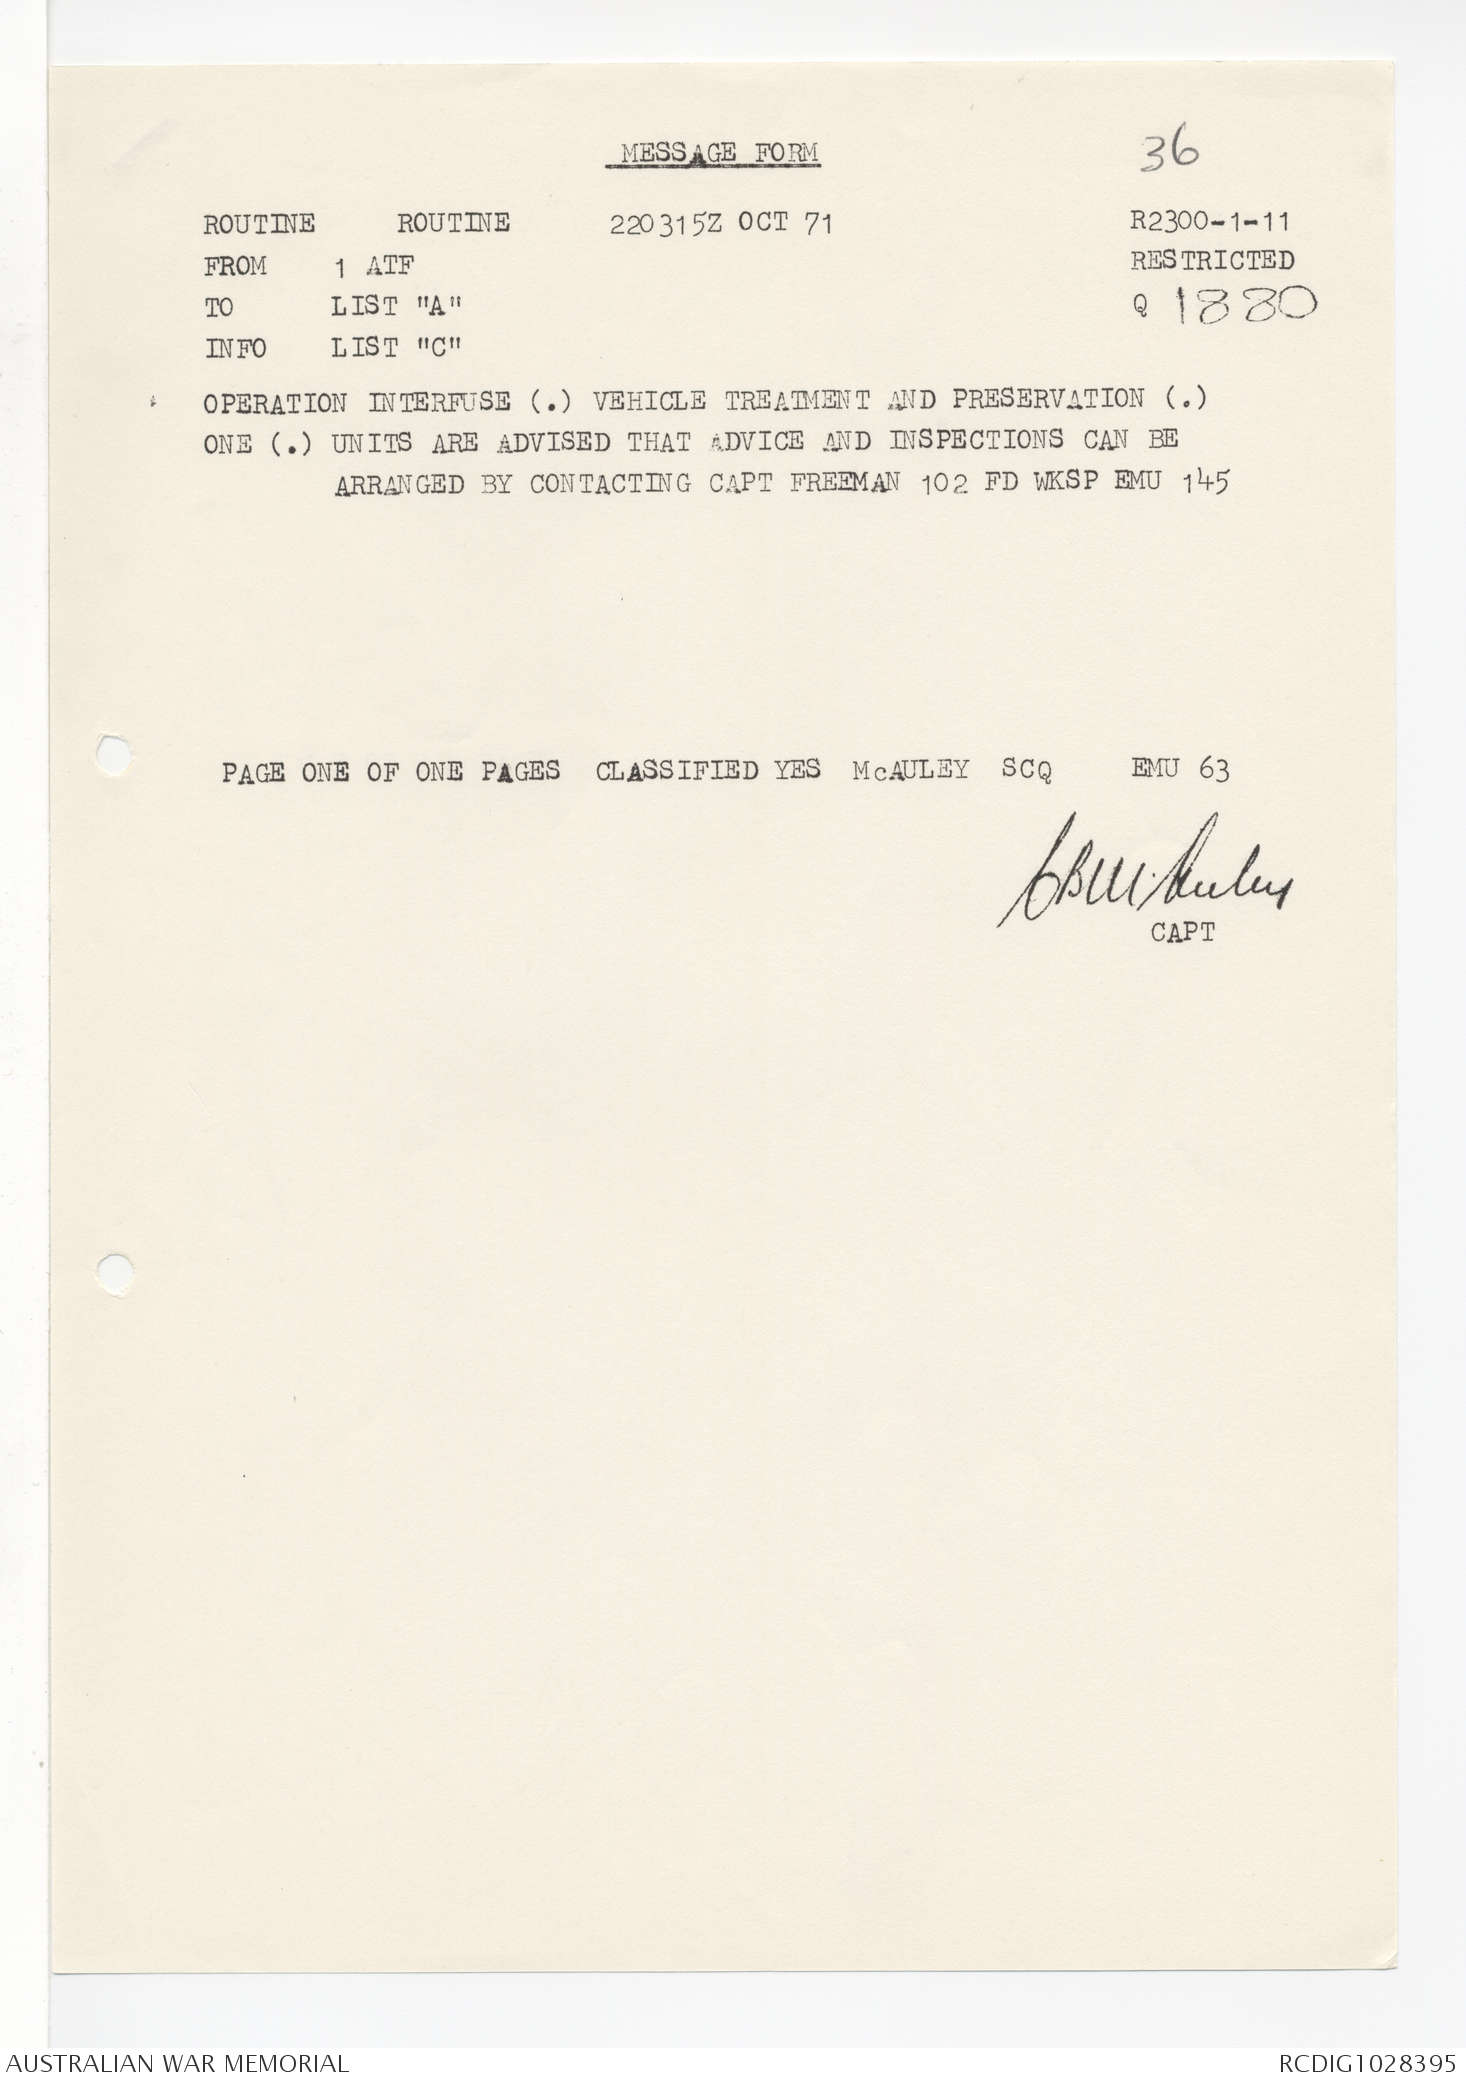 MESSAGE FORM
36
ROUTINE ROUTINE 220315Z OCT 71 R2300-1-11
FROM 1 ATF RESTRICTED
TO LIST "A" Q 1880
INFO LIST "C"
OPERATION INTERFUSE (.) VEHICLE TREATMENT AND PRESERVATION (.)
ONE (.) UNITS ARE ADVISED THAT ADVICE AND INSPECTIONS CAN BE
ARRANGED BY CONTACTING CAPT FREEMAN 102 FD WKSP EMU 145
PAGE ONE OF ONE PAGES CLASSIFIED YES McAULEY SCQ EMU 63
CAPT
AUSTRALIAN WAR MEMORIAL RCDIG1028395